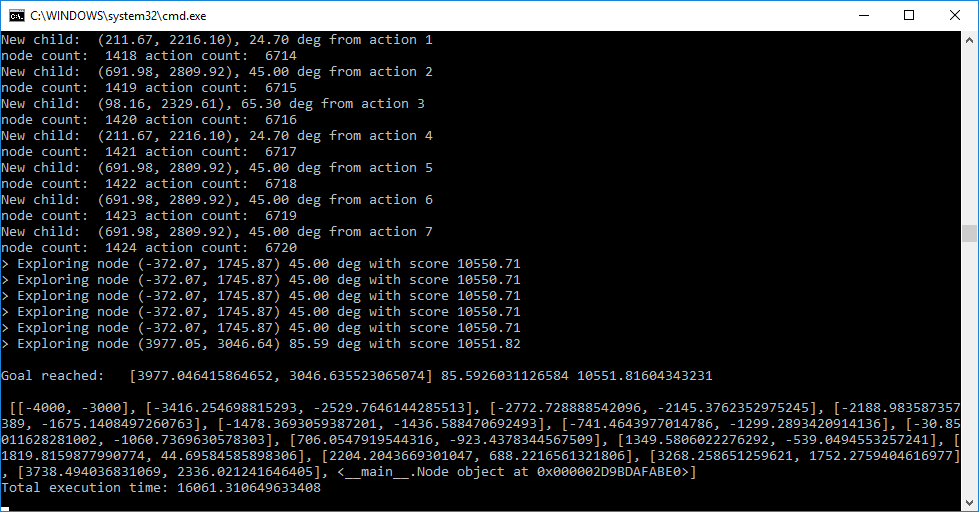 C:\WINDOWS\system32\cmd.exe
New child:  (211.67, 2216.10), 24.70 deg from action 1
node count:  1418 action count:  6714
New child:  (691.98, 2809.92), 45.00 deg from action 2
node count:  1419 action count:  6715
New child:  (98.16, 2329.61), 65.30 deg from action 3
node count:  1420 action count:  6716
New child:  (211.67, 2216.10), 24.70 deg from action 4
node count:  1421 action count:  6717
New child:  (691.98, 2809.92), 45.00 deg from action 5
node count:  1422 action count:  6718
New child:  (691.98, 2809.92), 45.00 deg from action 6
node count:  1423 action count:  6719
New child:  (691.98, 2809.92), 45.00 deg from action 7
node count:  1424 action count:  6720
> Exploring node (-372.07, 1745.87) 45.00 deg with score 10550.71
> Exploring node (-372.07, 1745.87) 45.00 deg with score 10550.71
> Exploring node (-372.07, 1745.87) 45.00 deg with score 10550.71
> Exploring node (-372.07, 1745.87) 45.00 deg with score 10550.71
> Exploring node (-372.07, 1745.87) 45.00 deg with score 10550.71
> Exploring node (3977.05, 3046.64) 85.59 deg with score 10551.82
Goal reached:   [3977.046415864652, 3046.635523065074] 85.5926031126584 10551.81604343231
[[-4000, -3000], [-3416.254698815293, -2529.7646144285513], [-2772.728888542096, -2145.3762352975245], [-2188.983587357
389, -1675.1408497260763], [-1478.3693059387201, -1436.588470692493], [-741.4643977014786, -1299.2893420914136], [-30.85
011628281002, -1060.7369630578303], [706.0547919544316, -923.4378344567509], [1349.5806022276292, -539.0494553257241], [
1819.8159877990774, 44.69584585898306], [2204.2043669301047, 688.2216561321806], [3268.258651259621, 1752.2759404616977]
, [3738.494036831069, 2336.021241646405], <__main__.Node object at 0x000002D9BDAFABE0>]
Total execution time: 16061.310649633408